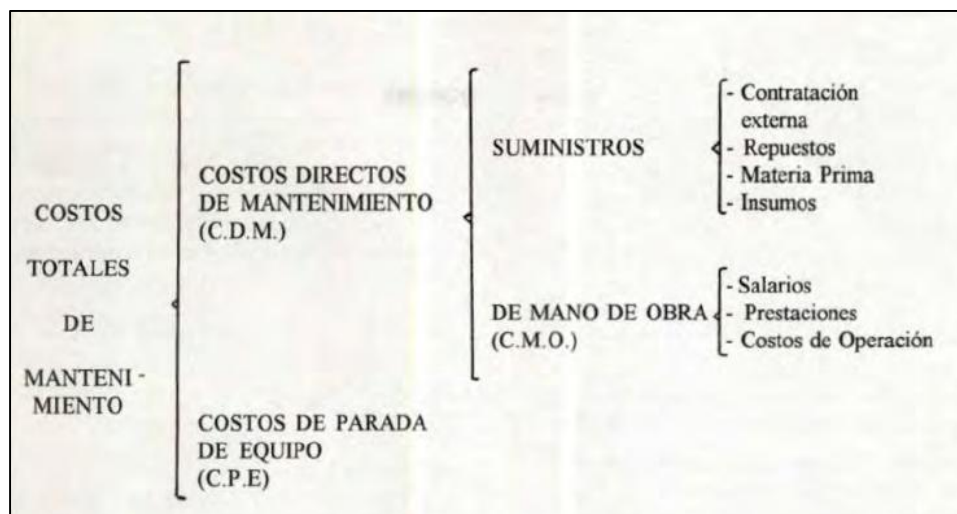 COSTOS
TOTALES
DE
MANTENI-
MIENTO
COSTOS DIRECTOS
DE MANTENIMIENTO
(C.D.M.)
SUMINISTROS
- Contratación
externa
- Repuestos
- Materia Prima
- Insumos
DE MANO DE OBRA
(C.M.O.)
- Salarios
- Prestaciones
- Costos de Operación
COSTOS DE PARADA
DE EQUIPO
(C.P.E)